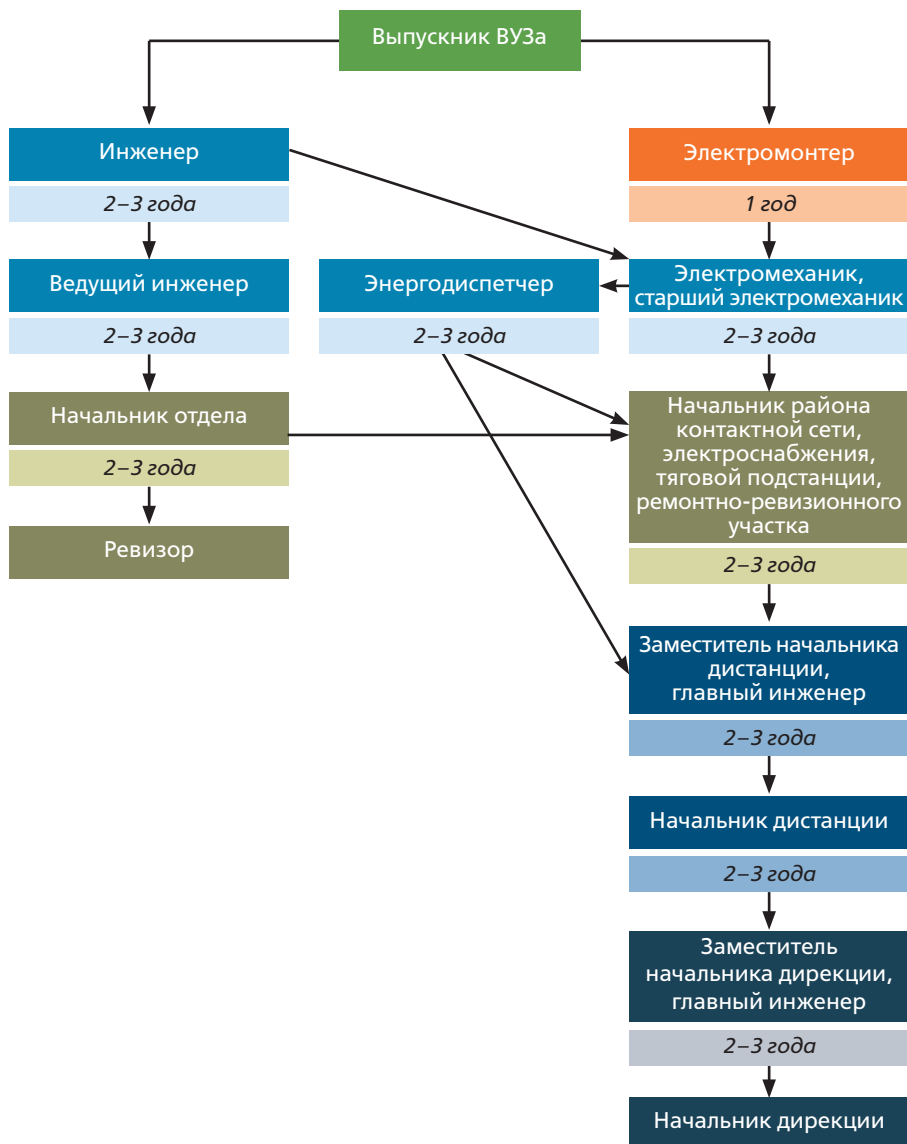 Выпускник ВУЗа
Инженер
2–3 года
Ведущий инженер
2–3 года
Начальник отдела
2–3 года
Ревизор
Энергодиспетчер
2–3 года
Электромонтер
1 год
Электромеханик,
старший электромеханик
2–3 года
Начальник района
контактной сети,
электроснабжения,
тяговой подстанции,
ремонтно-ревизионного
участка
2–3 года
Заместитель начальника
дистанции,
главный инженер
2–3 года
Начальник дистанции
2–3 года
Заместитель
начальника дирекции,
главный инженер
2–3 года
Начальник дирекции